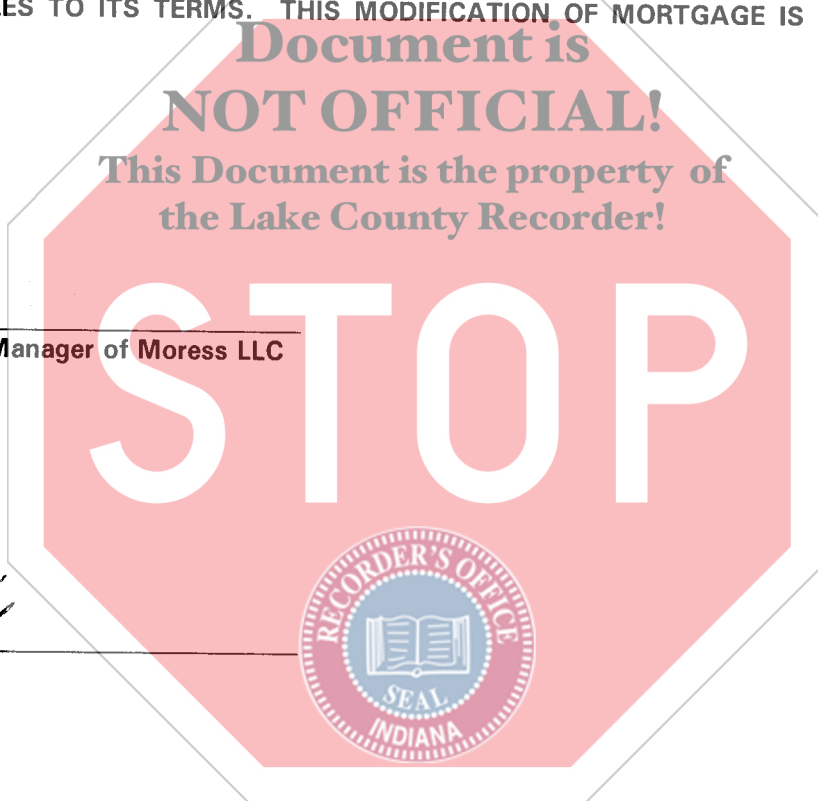 ES TO ITS TERMS. THIS MODIFICATION OF MORTGAGE IS
Document is
NOT OFFICIAL!
This Document is the property of
the Lake County Recorder!
STOP
Manager of Moress LLC
RECORDER'S OFFICE
SEAL
INDIANA